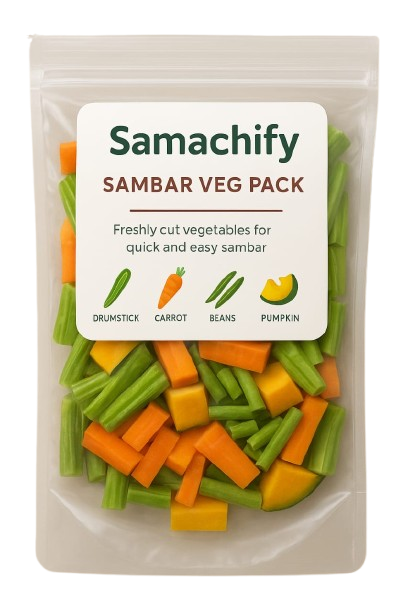 Samachify
SAMBAR VEG PACK
Freshly cut vegetables for
quick and easy sambar
DRUMSTICK CARROT BEANS PUMPKIN